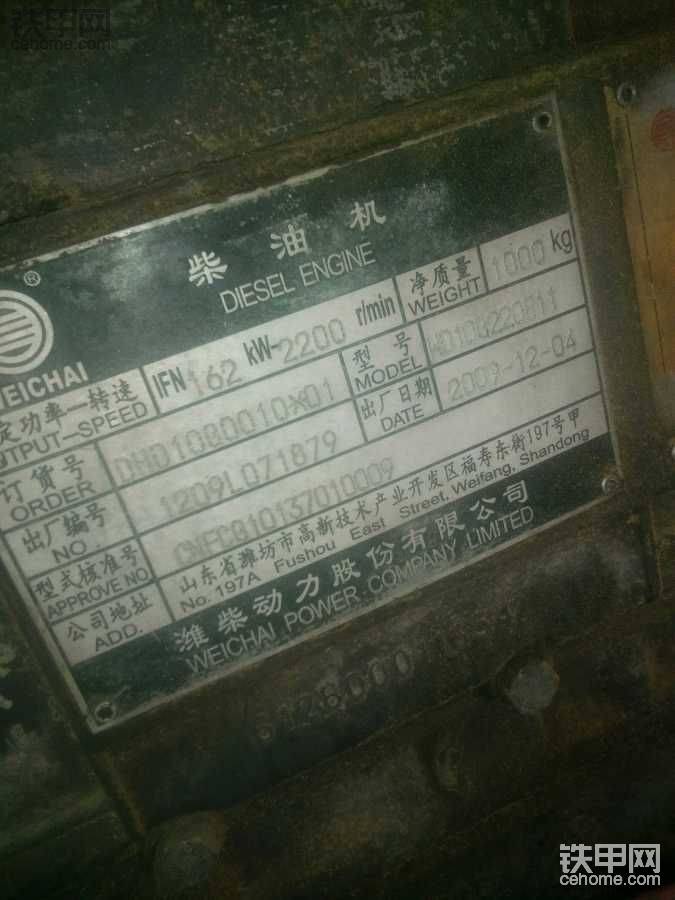 铁甲网
cehome.com
柴油机
DIESEL ENGINE
®
WEICHAI
定功率—转速 IFN 162 kW-2200 r/min 净质量 1000 kg
OUTPUT—SPEED WEIGHT
订货号 型号
ORDER MODEL
出厂编号 09L071879 出厂日期 2009-12-04
NO. DATE
型式核准号
APPROVE NO.
公司地址 山东省潍坊市高新技术产业开发区福寿东街197号甲
ADD. No. 197A Fushou East Street, Weifang, Shandong
潍柴动力股份有限公司
WEICHAI POWER COMPANY LIMITED
铁甲网
cehome.com